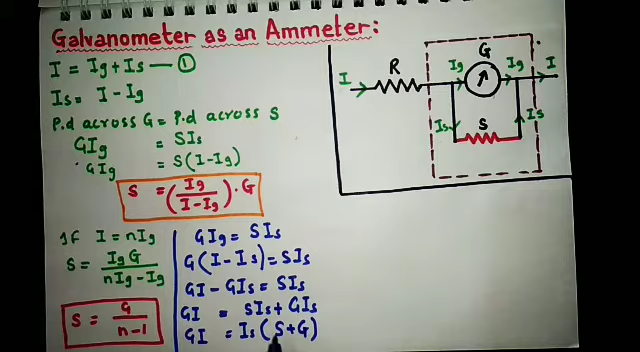 Galvanometer as an Ammeter:
I = Ig + Is — ①
Is = I - Ig
P.d across G = P.d across S
GIg = SIs
GIg = S(I-Ig)
S = (Ig / I-Ig) . G
If I = nIg
S = Ig G / nIg - Ig
S = G / n-1
GIg = SIs
G(I - Is) = SIs
GI - GIs = SIs
GI = SIs + GIs
GI = Is (S+G)
I R Ig G Ig I
Is S Is